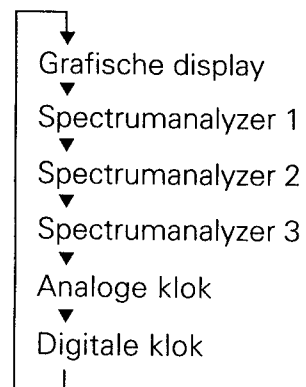 Grafische display
Spectrumanalyzer 1
Spectrumanalyzer 2
Spectrumanalyzer 3
Analoge klok
Digitale klok